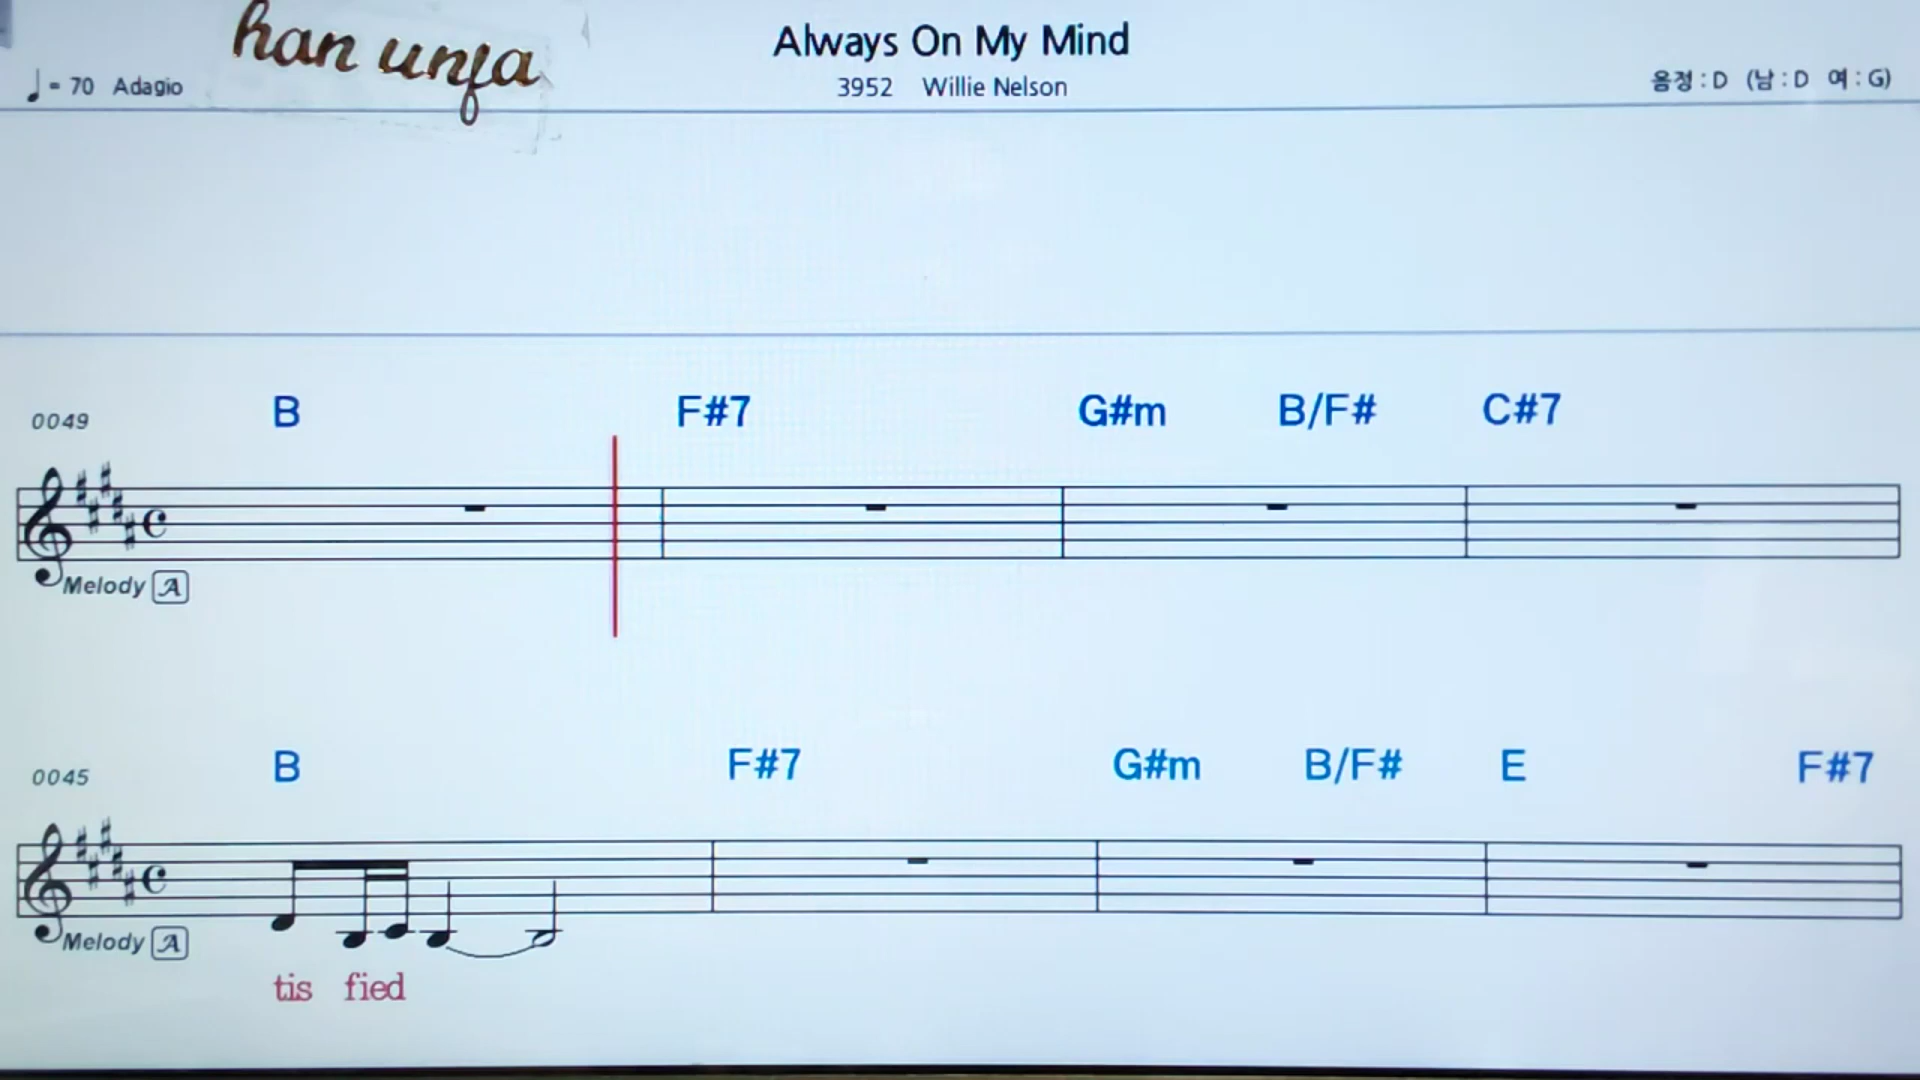 han unfa
Always On My Mind
♩= 70 Adagio
3952 Willie Nelson
음정 : D (남 : D 여 : G)
B F#7 G#m B/F# C#7
0049
Melody A
B F#7 G#m B/F# E F#7
0045
Melody A
tis fied